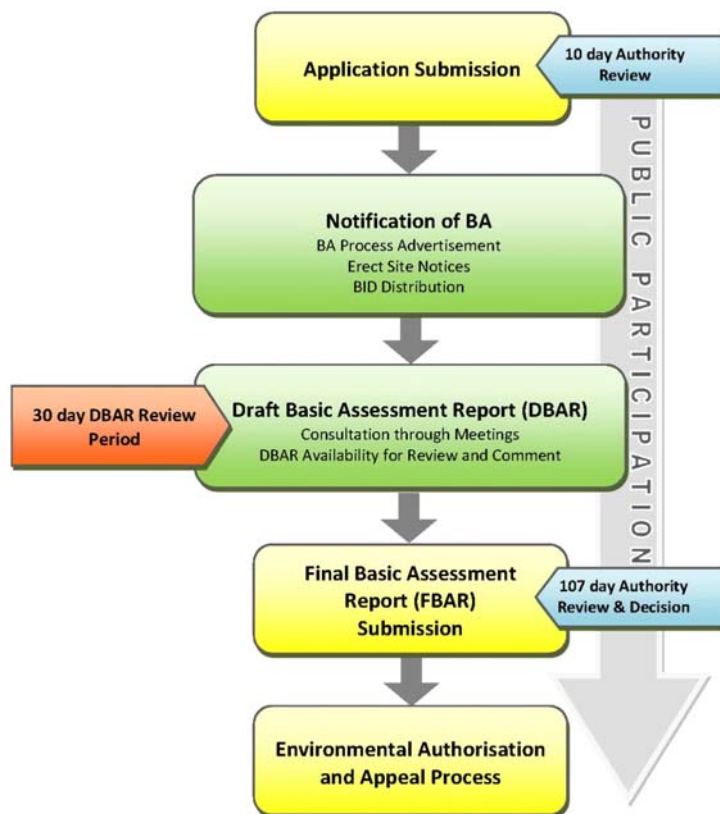 Application Submission
10 day Authority
Review
PUBLIC PARTICIPATION
Notification of BA
BA Process Advertisement
Erect Site Notices
BID Distribution
30 day DBAR Review
Period
Draft Basic Assessment Report (DBAR)
Consultation through Meetings
DBAR Availability for Review and Comment
Final Basic Assessment
Report (FBAR)
Submission
107 day Authority
Review & Decision
Environmental Authorisation
and Appeal Process